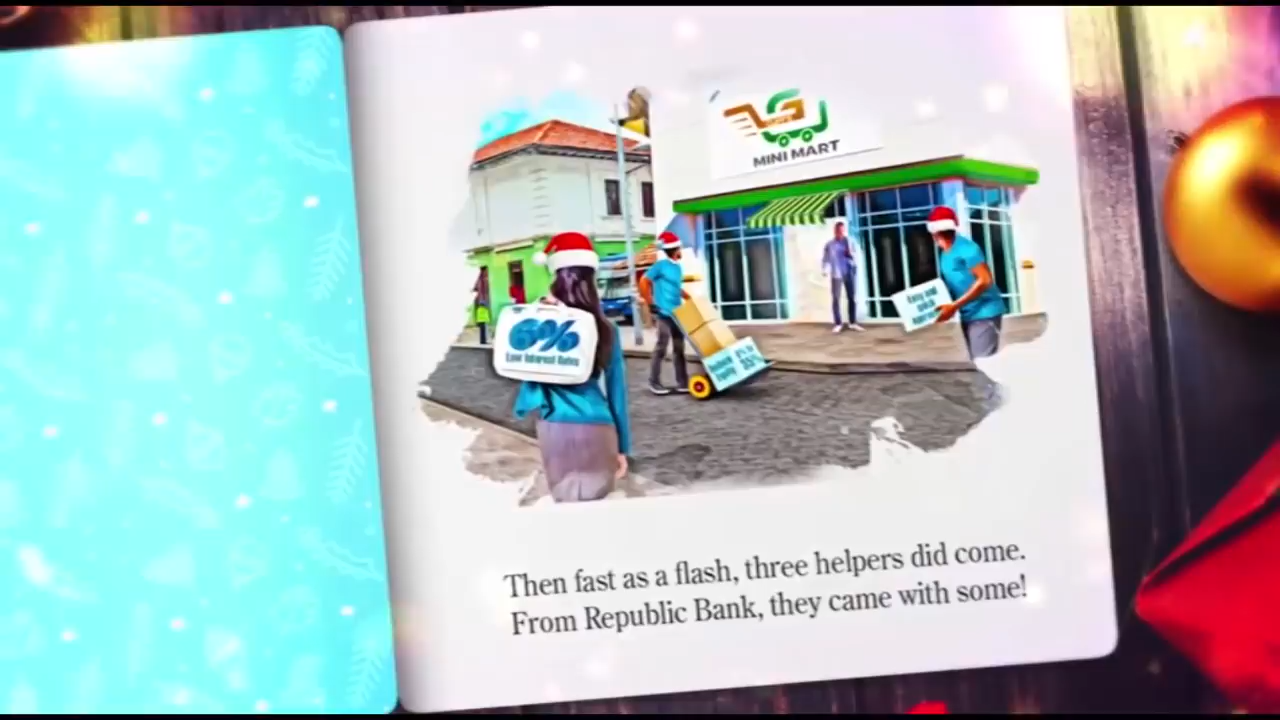 MINI MART
6%
Low Interest Rates
Easy and
Quick
Then fast as a flash, three helpers did come.
From Republic Bank, they came with some!